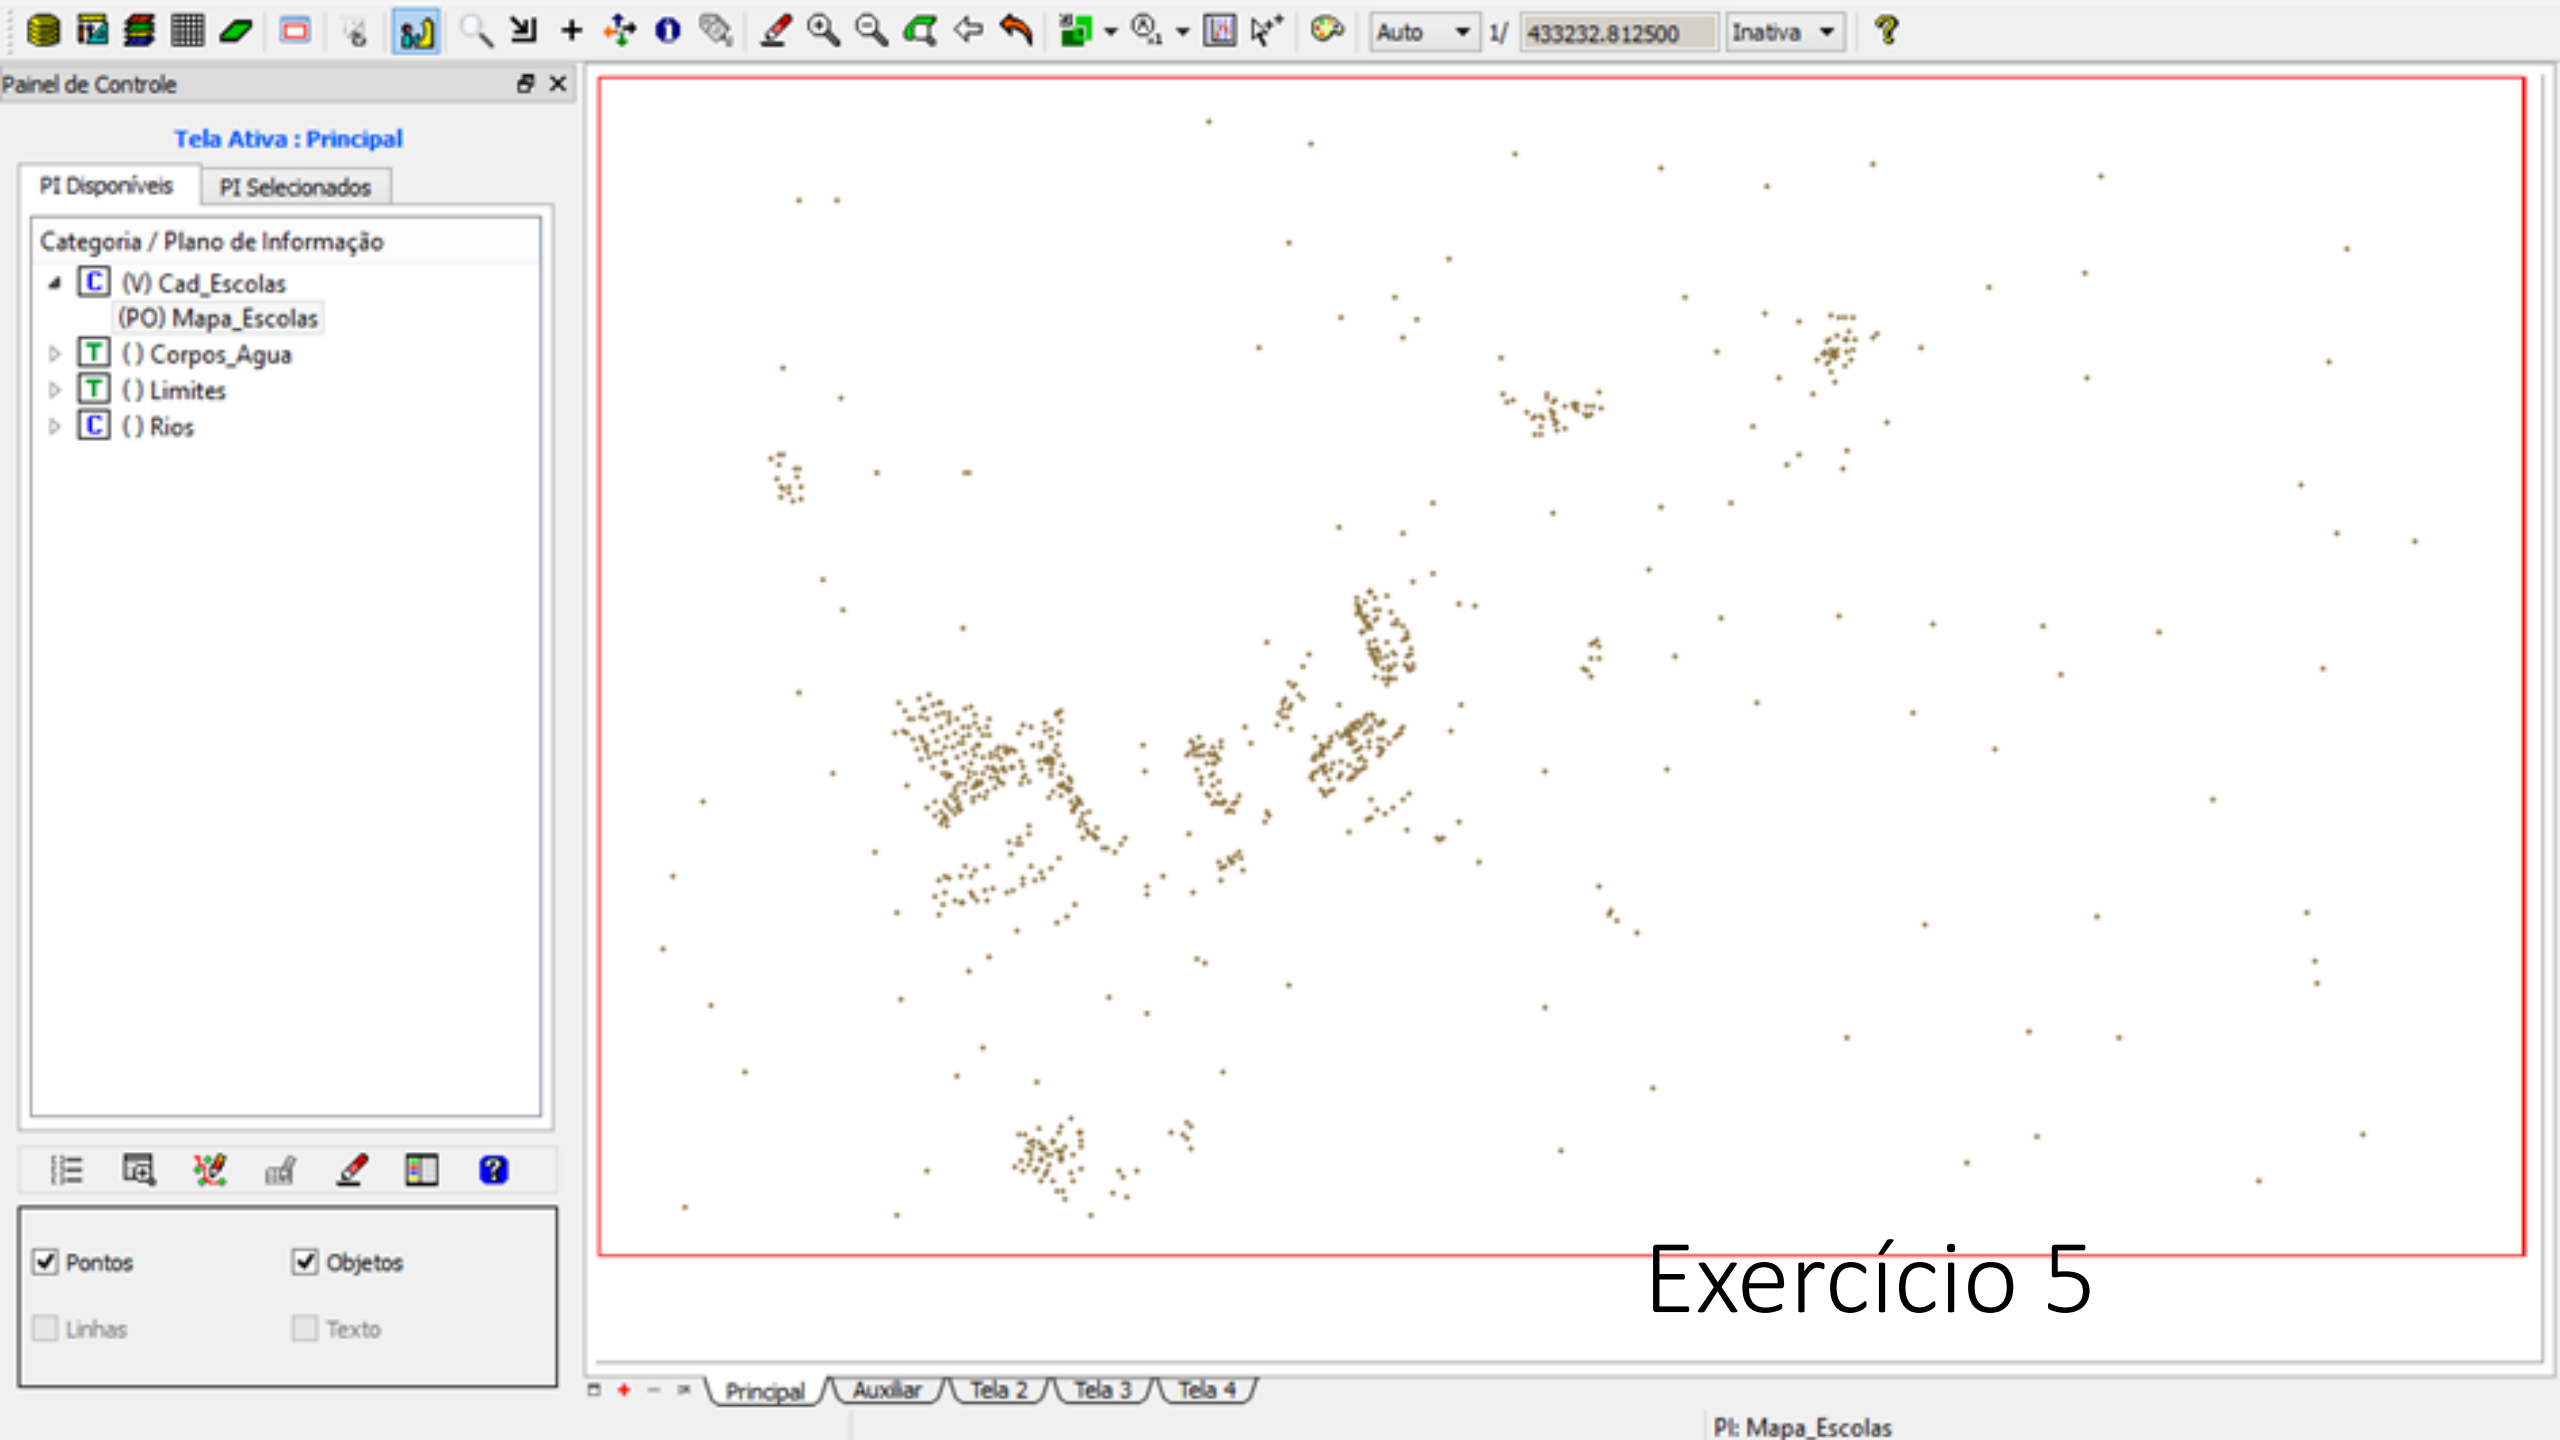 Auto 1/ 433232.812500 Inativa
Painel de Controle
Tela Ativa : Principal
PI Disponíveis PI Selecionados
Categoria / Plano de Informação
C (V) Cad_Escolas
(PO) Mapa_Escolas
T ( ) Corpos_Agua
T ( ) Limites
C ( ) Rios
Pontos Objetos
Linhas Texto
Exercício 5
Principal Auxiliar Tela 2 Tela 3 Tela 4
PI: Mapa_Escolas